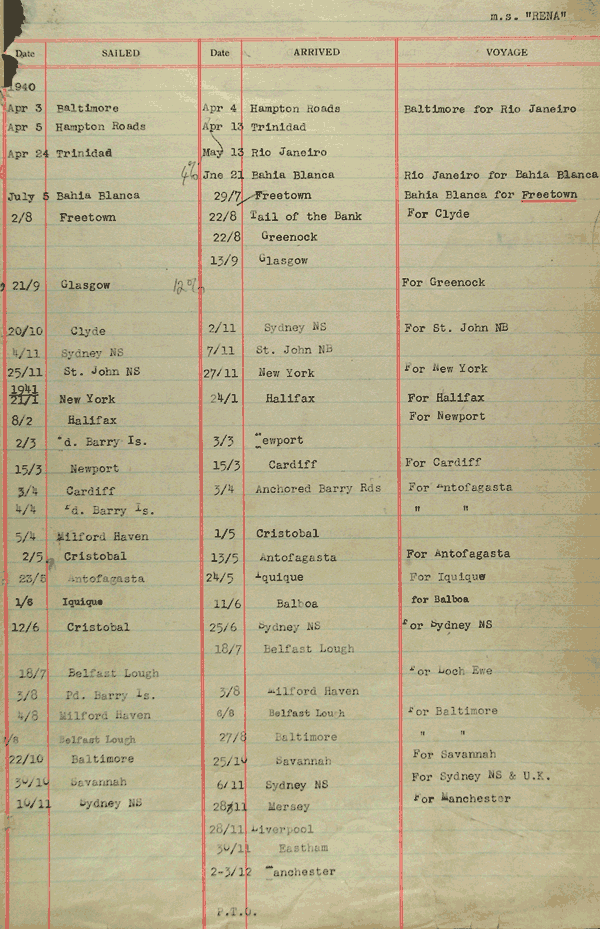 m.s. "RENA"
Date SAILED Date ARRIVED VOYAGE
1940
Apr 3 Baltimore Apr 4 Hampton Roads Baltimore for Rio Janeiro
Apr 5 Hampton Roads Apr 13 Trinidad
Apr 24 Trinidad May 13 Rio Janeiro
4% Jne 21 Bahia Blanca Rio Janeiro for Bahia Blanca
July 5 Bahia Blanca 29/7 Freetown Bahia Blanca for Freetown
2/8 Freetown 22/8 Tail of the Bank For Clyde
22/8 Greenock
13/9 Glasgow
21/9 Glasgow 12% For Greenock
20/10 Clyde 2/11 Sydney NS For St. John NB
4/11 Sydney NS 7/11 St. John NB
25/11 St. John NS 27/11 New York For New York
1941
21/1 New York 24/1 Halifax For Halifax
8/2 Halifax For Newport
2/3 Pd. Barry Is. 3/3 Newport
15/3 Newport 15/3 Cardiff For Cardiff
3/4 Cardiff 3/4 Anchored Barry Rds For Antofagasta
4/4 Pd. Barry Is. " "
5/4 Milford Haven 1/5 Cristobal
2/5 Cristobal 13/5 Antofagasta For Antofagasta
23/5 Antofagasta 24/5 Iquique For Iquique
1/6 Iquique 11/6 Balboa for Balboa
12/6 Cristobal 25/6 Sydney NS For Sydney NS
18/7 Belfast Lough
18/7 Belfast Lough For Loch Ewe
3/8 Pd. Barry Is. 3/8 Milford Haven
4/8 Milford Haven 6/8 Belfast Lough For Baltimore
/8 Belfast Lough 27/8 Baltimore " "
22/10 Baltimore 25/10 Savannah For Savannah
30/10 Savannah 6/11 Sydney NS For Sydney NS & U.K.
10/11 Sydney NS 28/11 Mersey For Manchester
28/11 Liverpool
30/11 Eastham
2-3/12 Manchester
P.T.O.